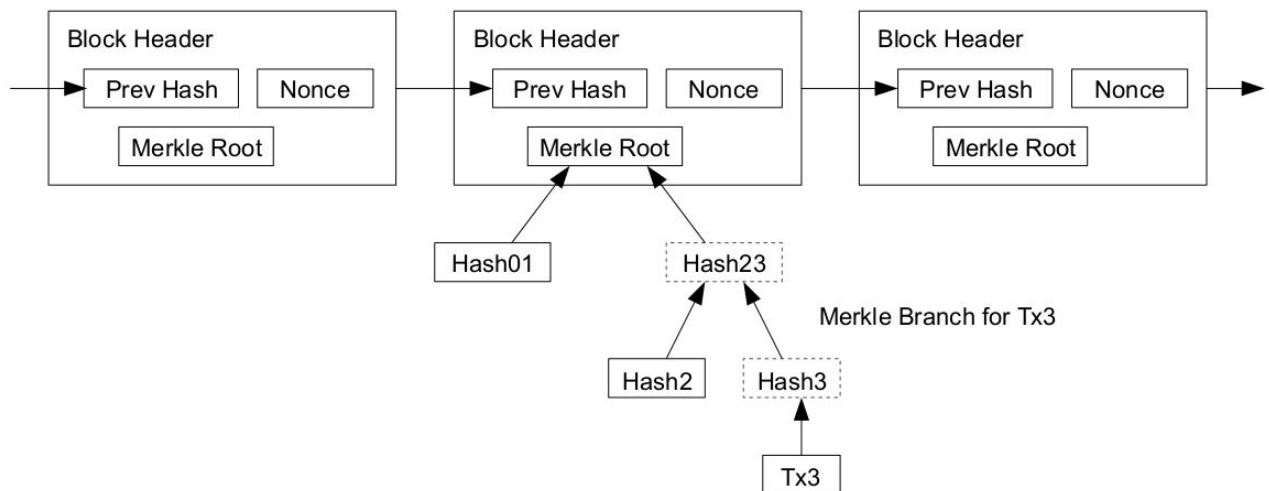 Block Header
Block Header
Block Header
Prev Hash
Nonce
Prev Hash
Nonce
Prev Hash
Nonce
Merkle Root
Merkle Root
Merkle Root
Hash01
Hash23
Merkle Branch for Tx3
Hash2
Hash3
Tx3